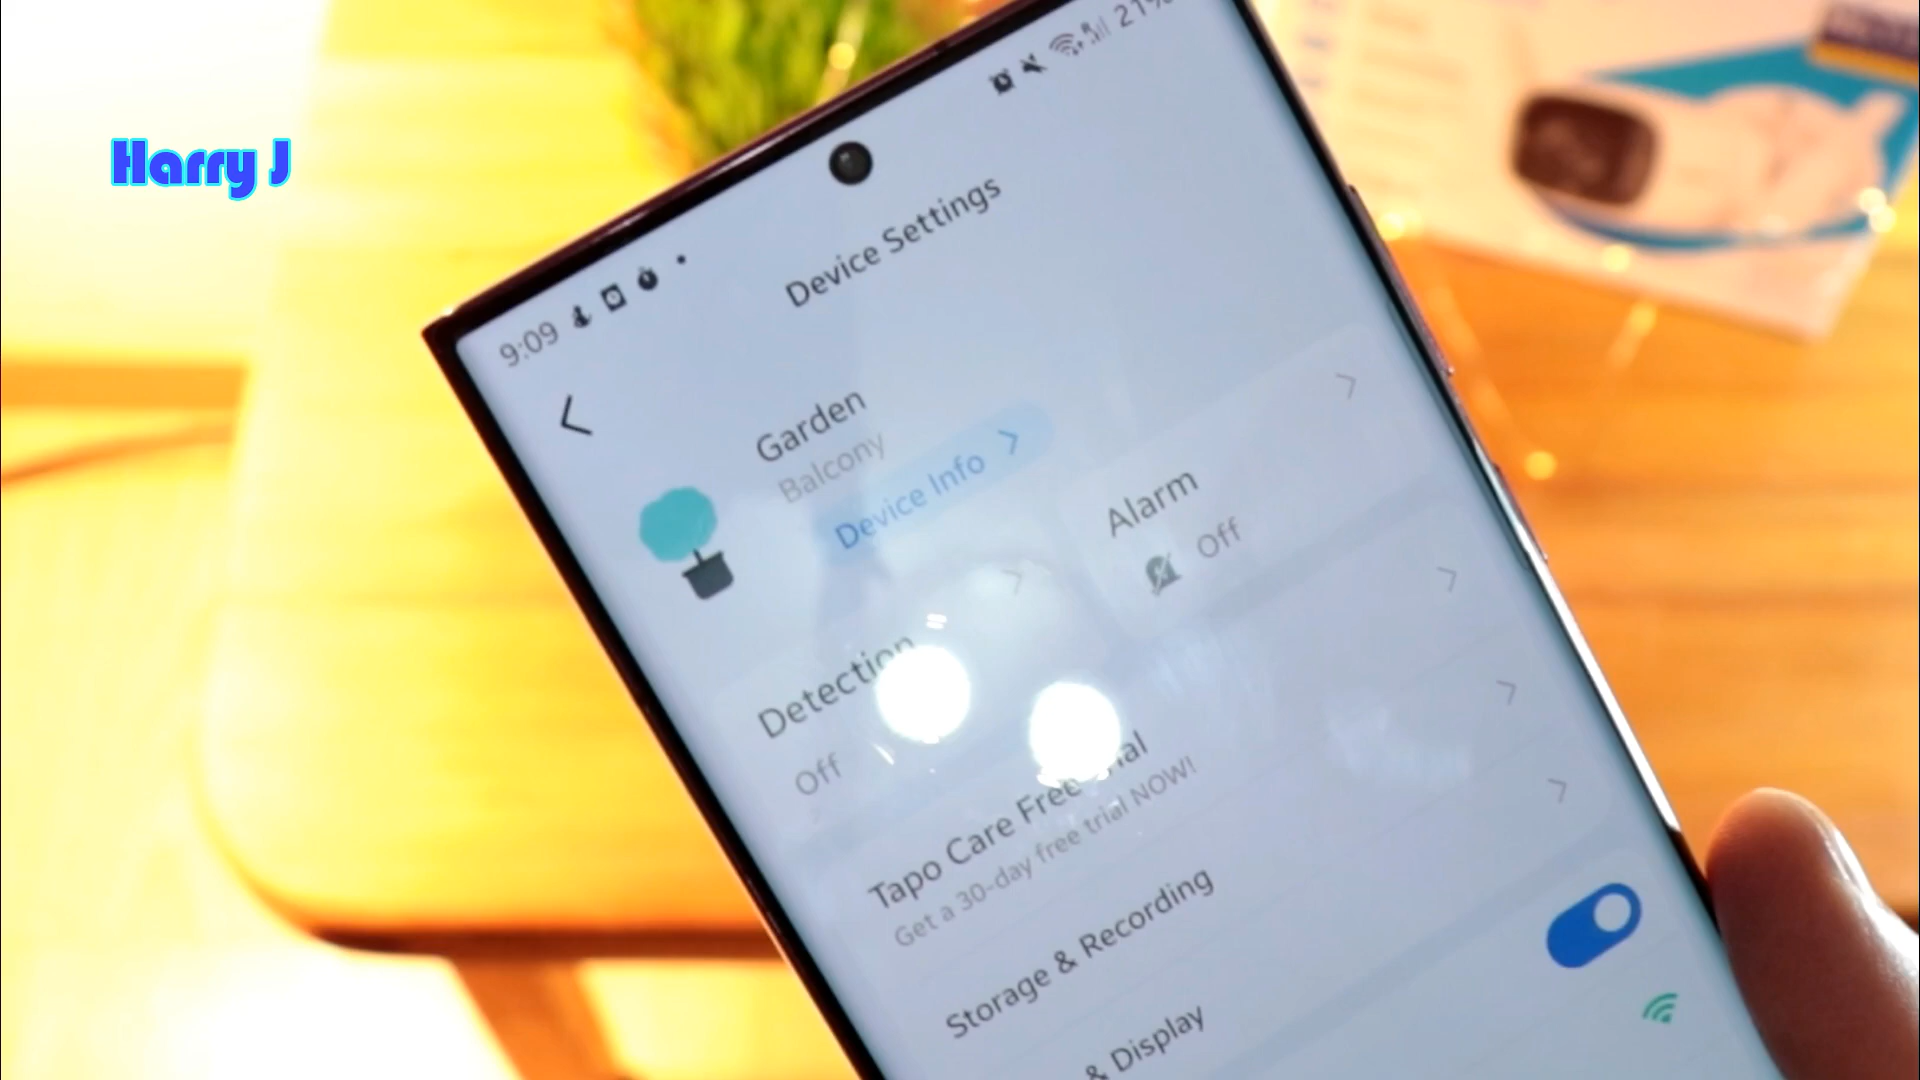 Harry J
21%
9:09
Device Settings
Garden
Balcony
Device Info
Alarm
Off
Detection
Off
Tapo Care Free
Get a 30-day free trial NOW!
Storage & Recording
& Display